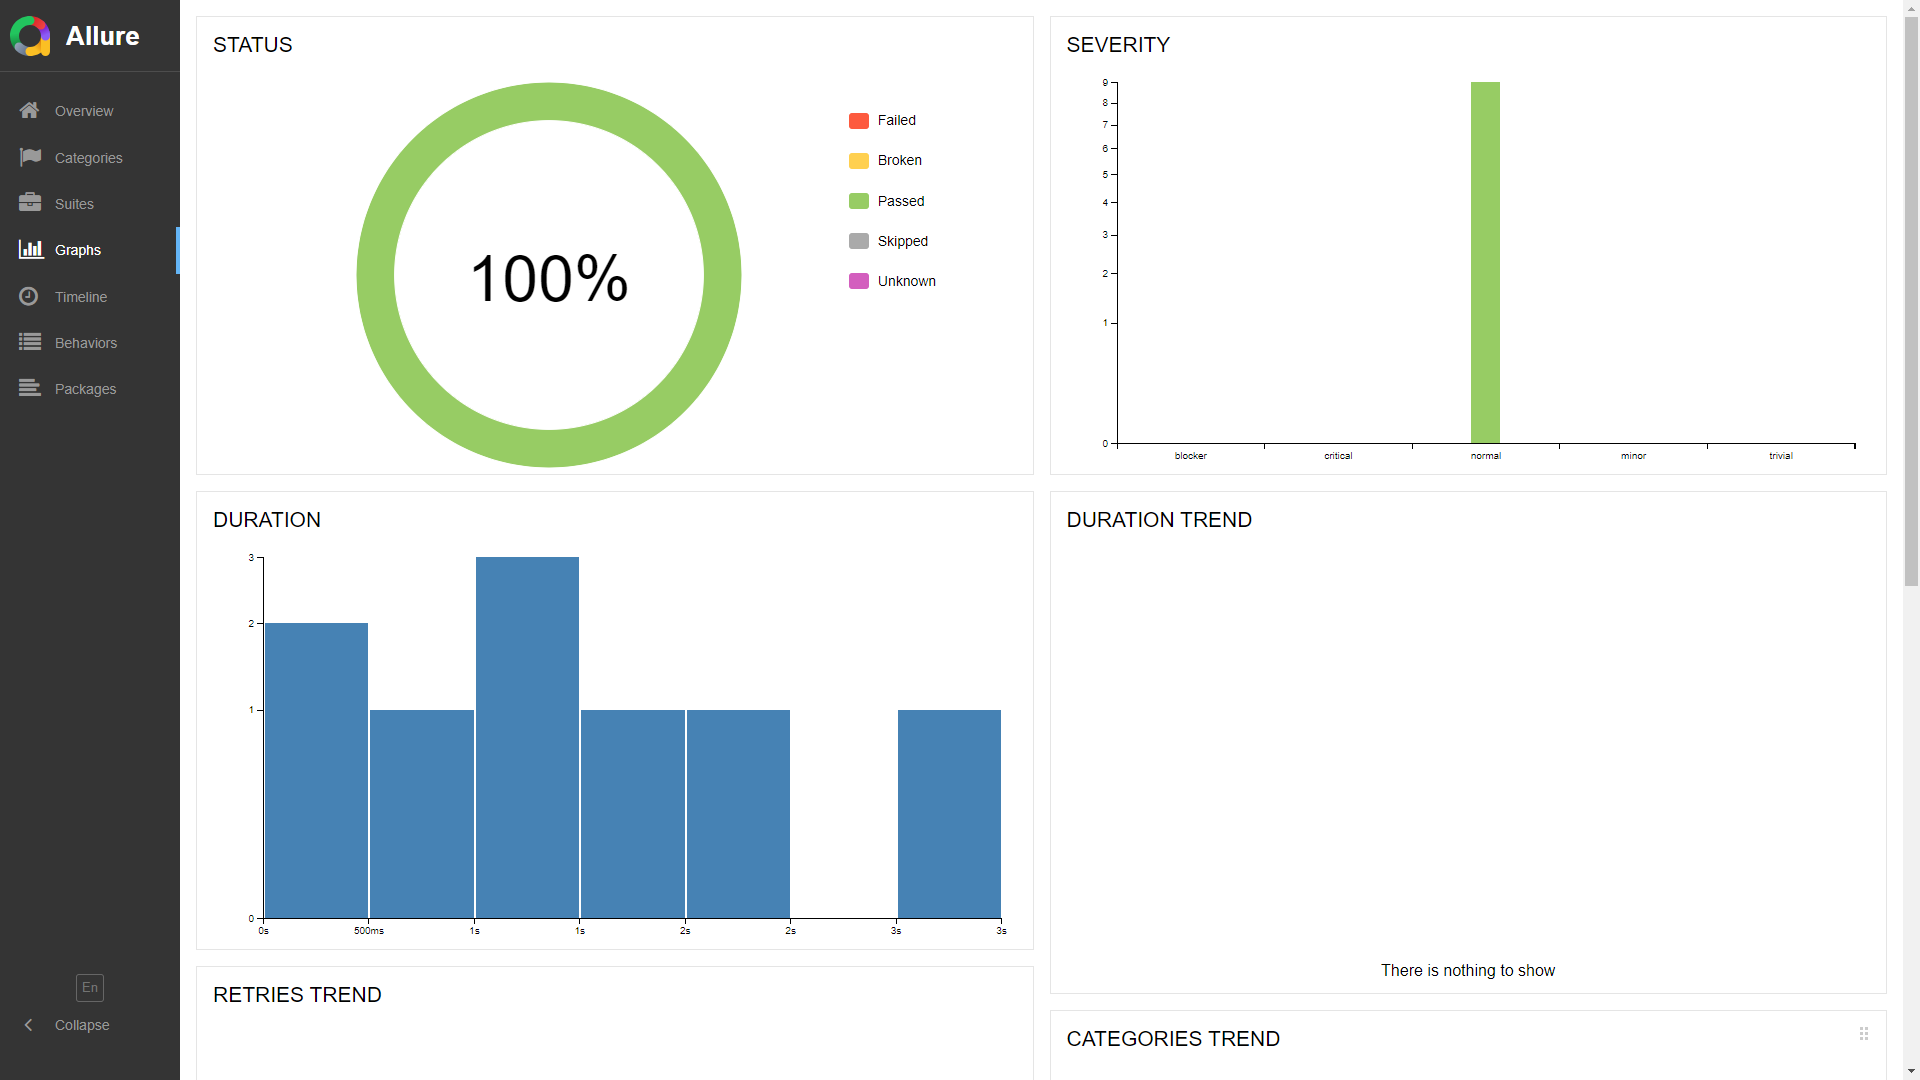 Allure
Overview
Categories
Suites
Graphs
Timeline
Behaviors
Packages
En
Collapse
STATUS
100%
Failed
Broken
Passed
Skipped
Unknown
SEVERITY
9
8
7
6
5
4
3
2
1
0
blocker critical normal minor trivial
DURATION
3
2
1
0
0s 500ms 1s 1s 2s 2s 3s 3s
DURATION TREND
There is nothing to show
RETRIES TREND
CATEGORIES TREND